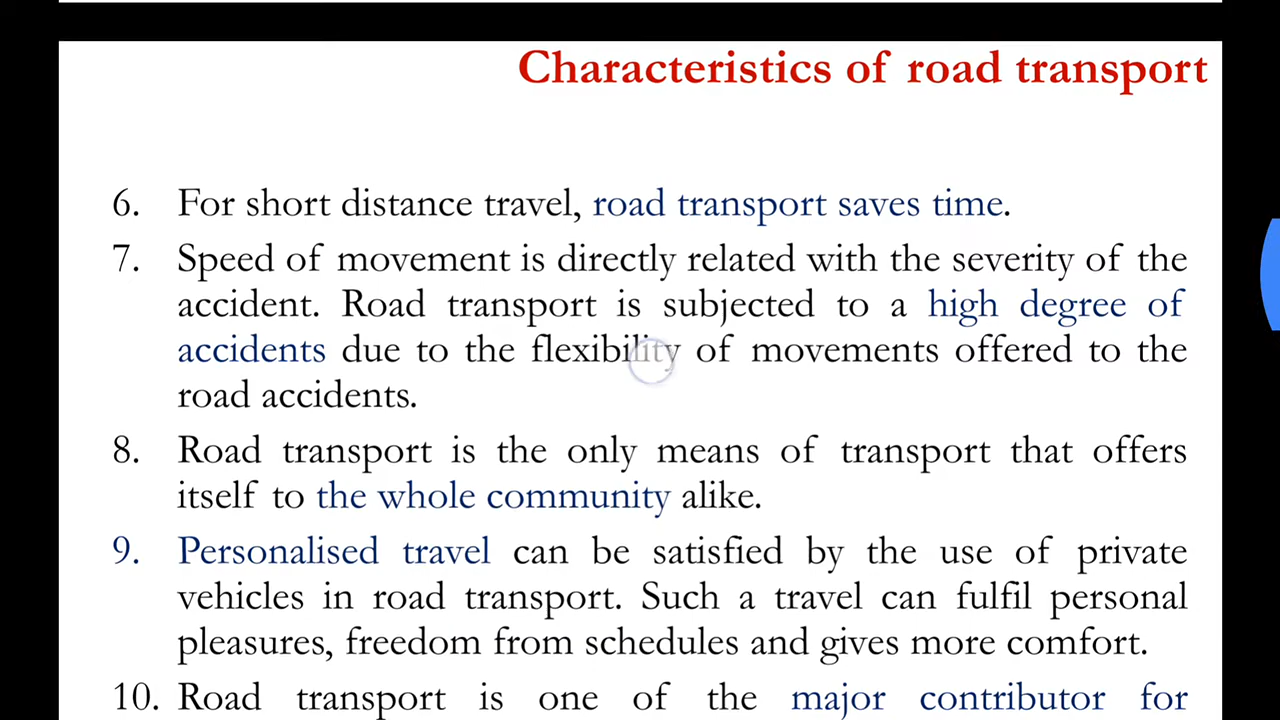 Characteristics of road transport
6. For short distance travel, road transport saves time.
7. Speed of movement is directly related with the severity of the
accident. Road transport is subjected to a high degree of
accidents due to the flexibility of movements offered to the
road accidents.
8. Road transport is the only means of transport that offers
itself to the whole community alike.
9. Personalised travel can be satisfied by the use of private
vehicles in road transport. Such a travel can fulfil personal
pleasures, freedom from schedules and gives more comfort.
10. Road transport is one of the major contributor for